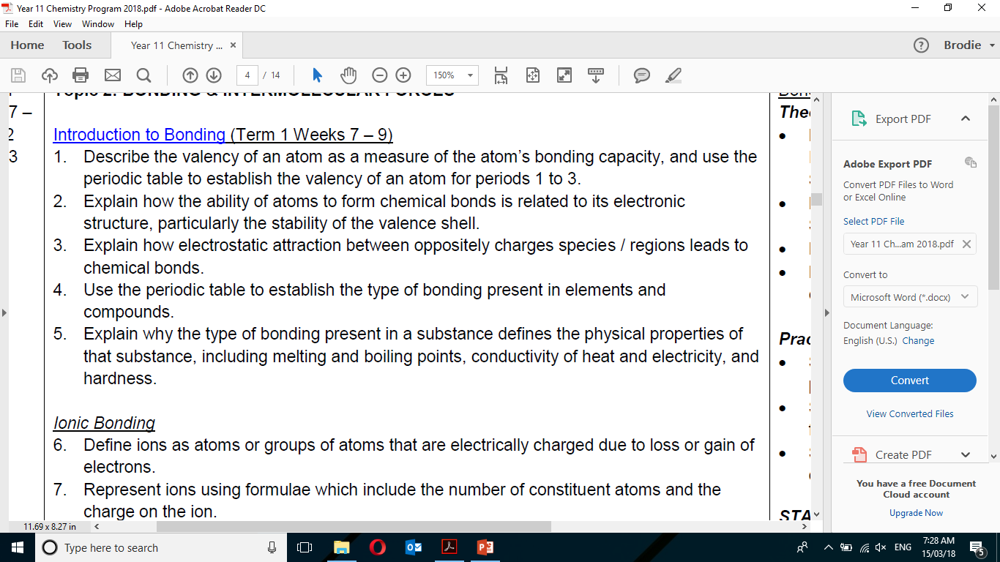 Year 11 Chemistry Program 2018.pdf - Adobe Acrobat Reader DC
File Edit View Window Help
Home Tools Year 11 Chemistry ... × Brodie
4 / 14 150%
Topic 2: BONDING & INTERMOLECULAR FORCES
7 –
2
3
Introduction to Bonding (Term 1 Weeks 7 – 9)
1. Describe the valency of an atom as a measure of the atom's bonding capacity, and use the
periodic table to establish the valency of an atom for periods 1 to 3.
2. Explain how the ability of atoms to form chemical bonds is related to its electronic
structure, particularly the stability of the valence shell.
3. Explain how electrostatic attraction between oppositely charges species / regions leads to
chemical bonds.
4. Use the periodic table to establish the type of bonding present in elements and
compounds.
5. Explain why the type of bonding present in a substance defines the physical properties of
that substance, including melting and boiling points, conductivity of heat and electricity, and
hardness.
Ionic Bonding
6. Define ions as atoms or groups of atoms that are electrically charged due to loss or gain of
electrons.
7. Represent ions using formulae which include the number of constituent atoms and the
charge on the ion.
11.69 x 8.27 in
The
Prac
STA
Export PDF
Adobe Export PDF
Convert PDF Files to Word
or Excel Online
Select PDF File
Year 11 Ch...am 2018.pdf
Convert to
Microsoft Word (*.docx)
Document Language:
English (U.S.) Change
Convert
View Converted Files
Create PDF
You have a free Document
Cloud account
Upgrade Now
Type here to search
ENG
7:28 AM
15/03/18
5